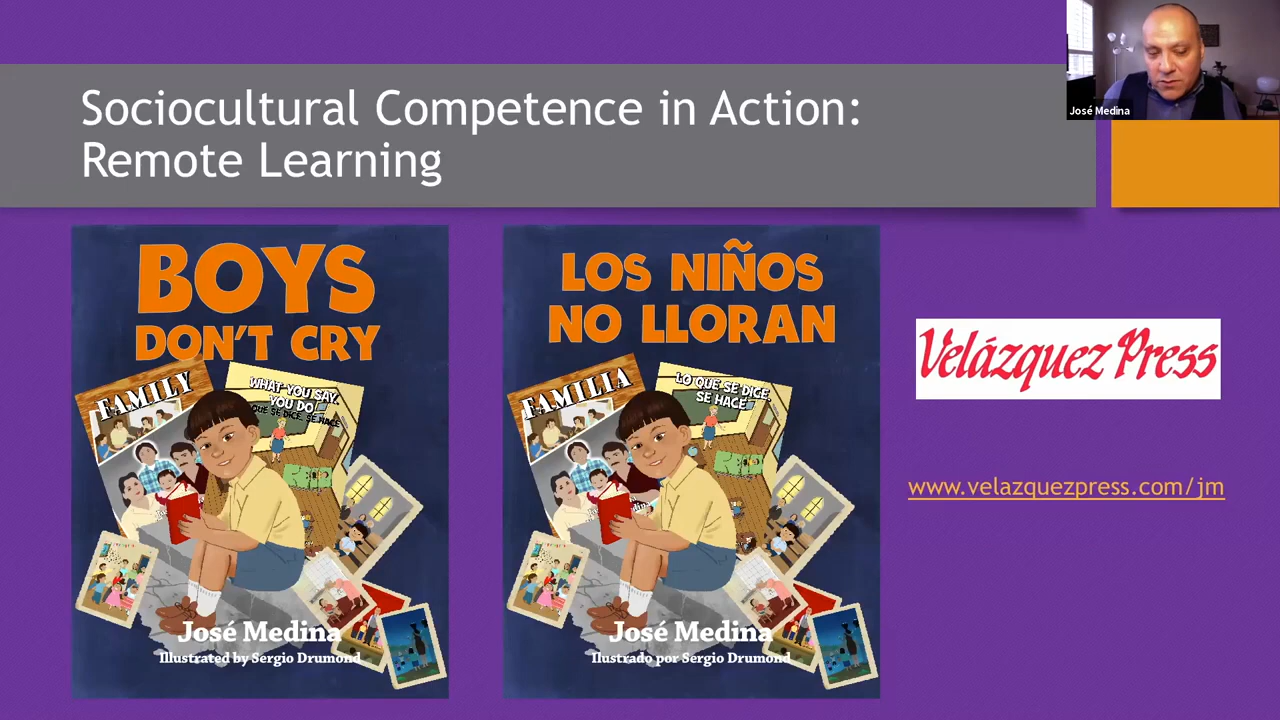 José Medina
Sociocultural Competence in Action:
Remote Learning
BOYS
DON'T CRY
FAMILY
WHAT YOU SAY,
YOU DO!
LO QUE SE DICE, SE HACE
José Medina
Illustrated by Sergio Drumond
LOS NIÑOS
NO LLORAN
FAMILIA
LO QUE SE DICE,
SE HACE
José Medina
Ilustrado por Sergio Drumond
Velázquez Press
www.velazquezpress.com/jm